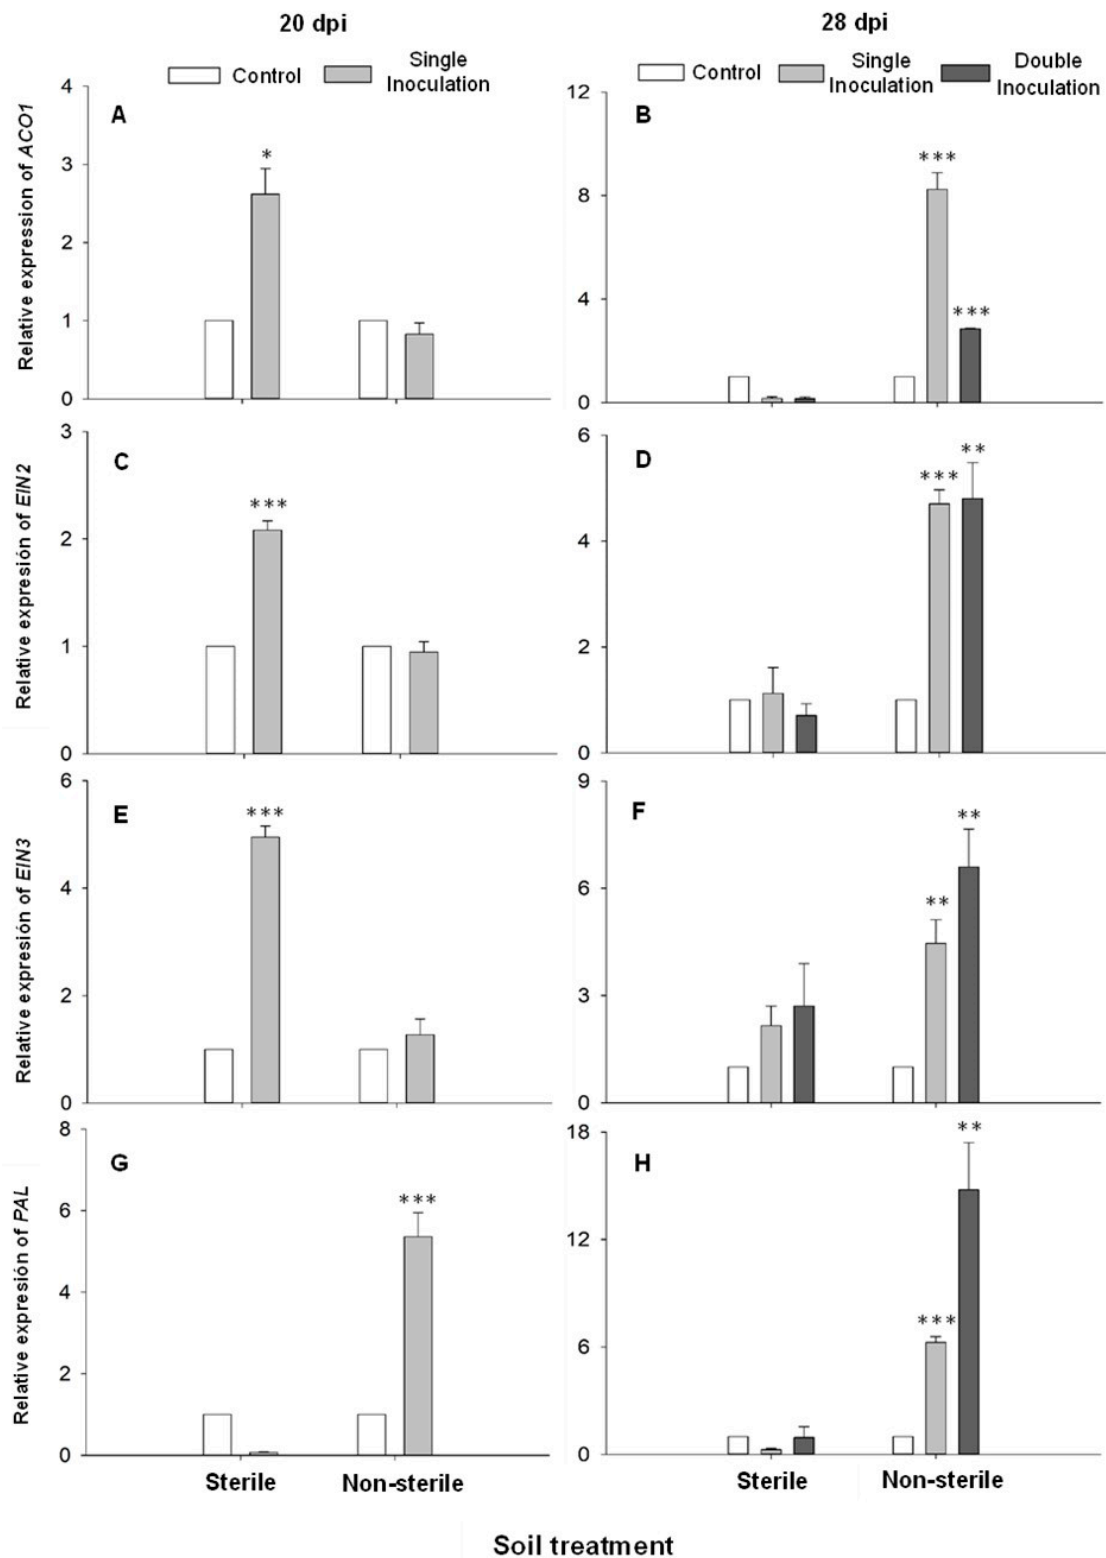 20 dpi
28 dpi
Control
Single
Inoculation
Control
Single
Inoculation
Double
Inoculation
Relative expression of ACO1
4
3
2
1
0
A
*
12
8
4
0
B
***
***
Relative expresión of EIN2
3
2
1
0
C
***
6
4
2
0
D
***
**
Relative expresión of EIN3
6
4
2
0
E
***
9
6
3
0
F
**
**
Relative expresión of PAL
8
6
4
2
0
G
***
18
12
6
0
H
***
**
Sterile
Non-sterile
Sterile
Non-sterile
Soil treatment